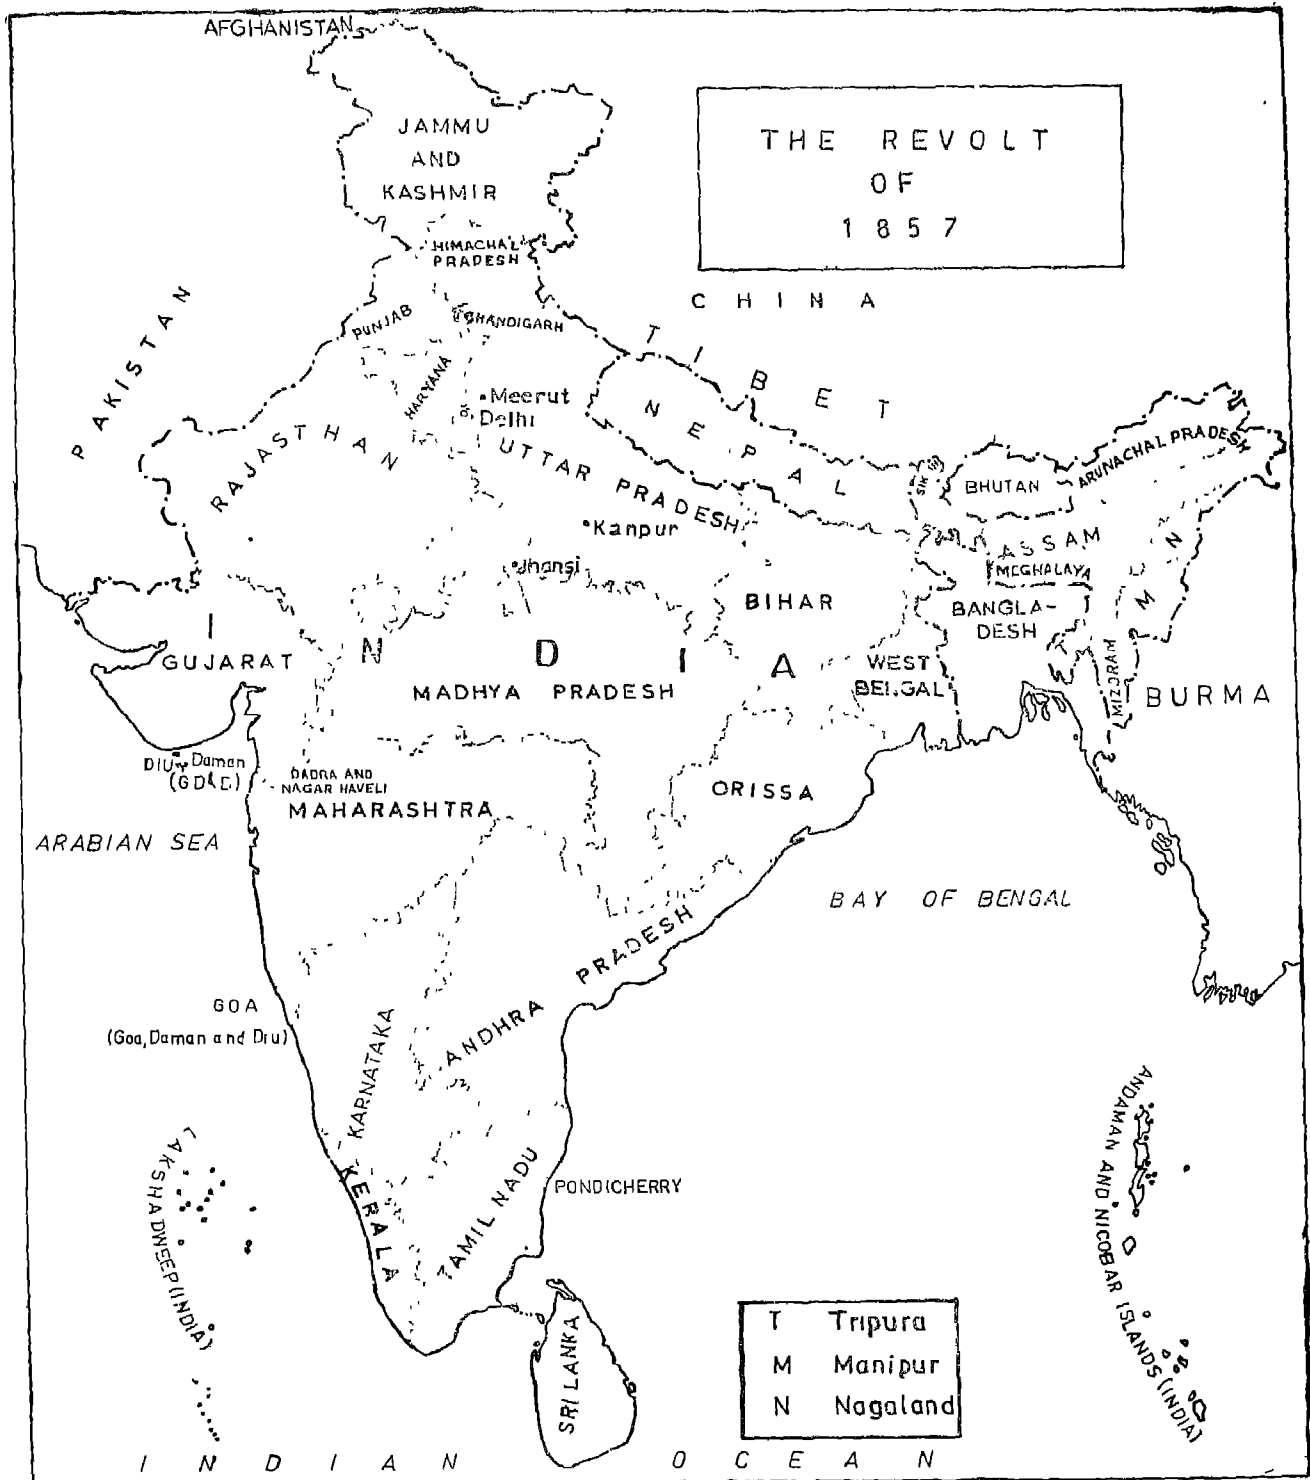 AFGHANISTAN
THE REVOLT
OF
1857
JAMMU
AND
KASHMIR
HIMACHAL
PRADESH
CHINA
PAKISTAN
PUNJAB
CHANDIGARH
TIBET
HARYANA
Meerut
Delhi
NEPAL
RAJASTHAN
UTTAR PRADESH
SIK
BHUTAN
ARUNACHAL PRADESH
Kanpur
ASSAM
N
Jhansi
MEGHALAYA
BIHAR
BANGLA-
DESH
M
T
INDIA
GUJARAT
WEST
BENGAL
MIZORAM
BURMA
MADHYA PRADESH
DIU
Daman
(GD&D)
DADRA AND
NAGAR HAVELI
MAHARASHTRA
ORISSA
ARABIAN SEA
BAY OF BENGAL
ANDHRA PRADESH
GOA
(Goa, Daman and Diu)
KARNATAKA
ANDAMAN AND NICOBAR ISLANDS (INDIA)
LAKSHADWEEP (INDIA)
KERALA
TAMIL NADU
PONDICHERRY
SRI LANKA
T Tripura
M Manipur
N Nagaland
INDIAN OCEAN